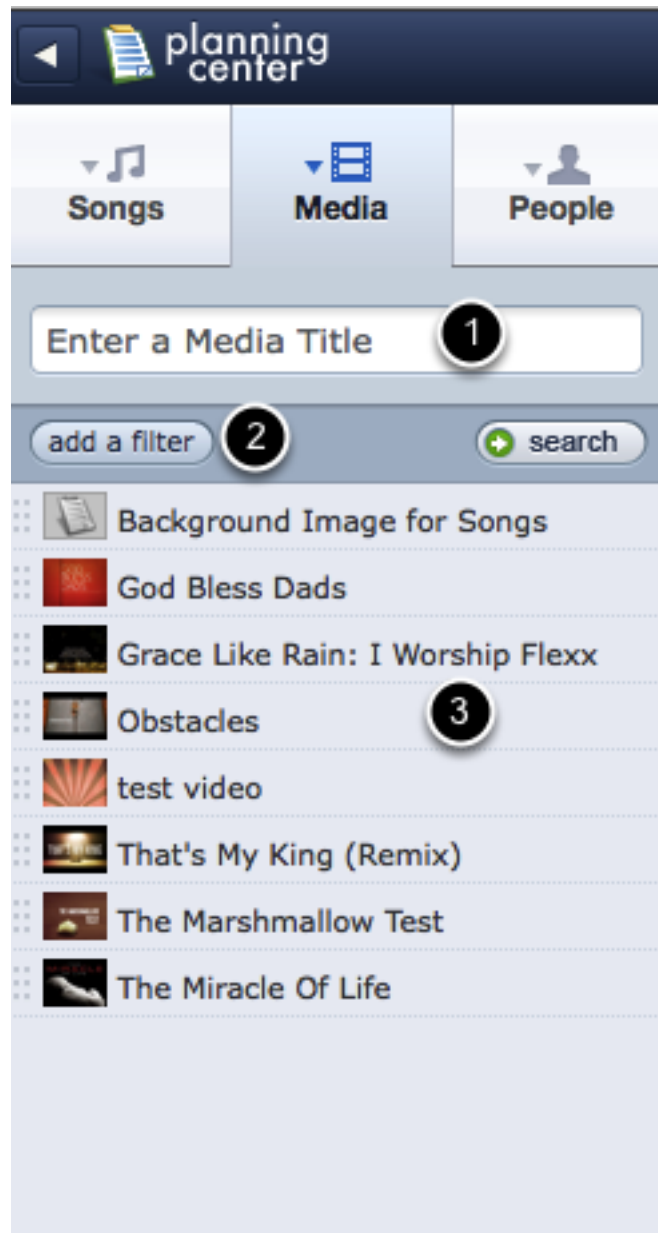 planning
center
Songs Media People
Enter a Media Title 1
add a filter 2 search
Background Image for Songs
God Bless Dads
Grace Like Rain: I Worship Flexx
Obstacles 3
test video
That's My King (Remix)
The Marshmallow Test
The Miracle Of Life